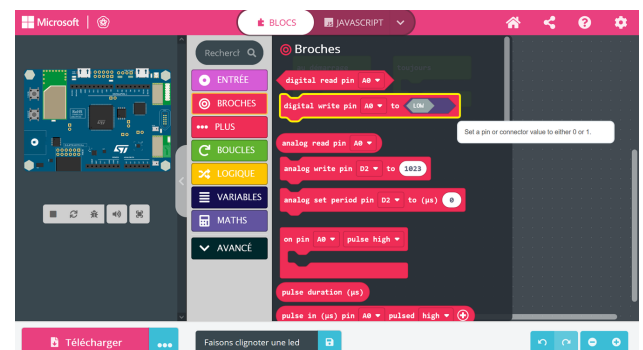 Microsoft
BLOCS
JAVASCRIPT
Recherch
ENTRÉE
BROCHES
PLUS
BOUCLES
LOGIQUE
VARIABLES
MATHS
AVANCÉ
Broches
digital read pin A0
digital write pin A0 to LOW
Set a pin or connector value to either 0 or 1.
analog read pin A0
analog write pin D2 to 1023
analog set period pin D2 to (µs) 0
on pin A0 pulse high
pulse duration (µs)
pulse in (µs) pin A0 pulsed high
Télécharger
Faisons clignoter une led